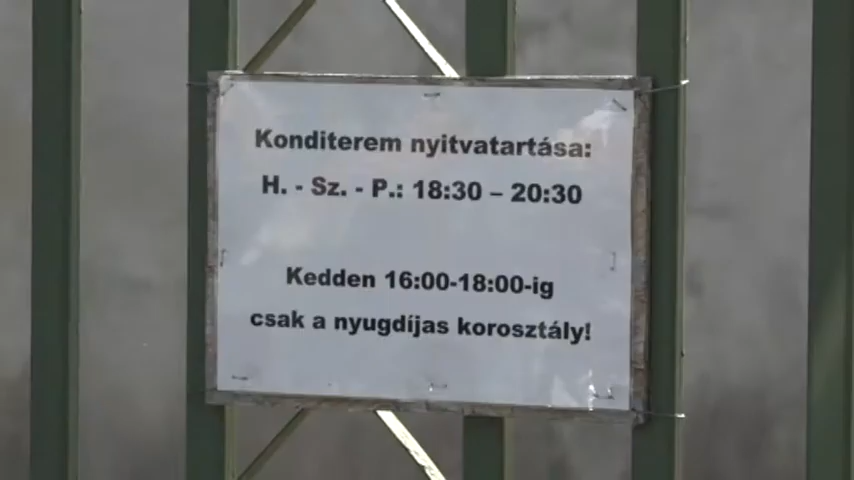 Konditerem nyitvatartása:
H. - Sz. - P.: 18:30 – 20:30
Kedden 16:00-18:00-ig
csak a nyugdíjas korosztály!